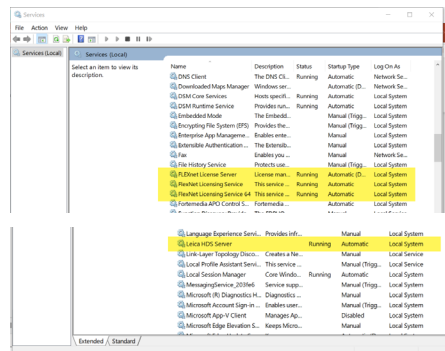 Services
File Action View Help
Services (Local)
Services (Local)
Select an item to view its description.
Name Description Status Startup Type Log On As
DNS Client The DNS Cli... Running Automatic Network Se...
Downloaded Maps Manager Windows ser... Automatic (D... Network Se...
DSM Core Services Hosts specifi... Running Automatic Local System
DSM Runtime Service Provides run... Running Automatic Local System
Embedded Mode The Embedd... Manual (Trigg... Local System
Encrypting File System (EFS) Provides the... Manual (Trigg... Local System
Enterprise App Manageme... Enables ente... Manual Local System
Extensible Authentication ... The Extensib... Manual Local System
Fax Enables you ... Manual Network Se...
File History Service Protects use... Manual (Trigg... Local System
FLEXnet License Server License man... Running Automatic (D... Local System
FlexNet Licensing Service This service ... Running Automatic Local System
FlexNet Licensing Service 64 This service ... Running Automatic Local System
Fortemedia APO Control S... Fortemedia ... Automatic Local System
Language Experience Servi... Provides infr... Manual Local System
Leica HDS Server Running Automatic Local System
Link-Layer Topology Disco... Creates a Ne... Manual Local Service
Local Profile Assistant Servi... This service ... Manual (Trigg... Local Service
Local Session Manager Core Windo... Running Automatic Local System
MessagingService_203fe6 Service supp... Manual (Trigg... Local System
Microsoft (R) Diagnostics H... Diagnostics ... Manual Local System
Microsoft Account Sign-in ... Enables user... Manual (Trigg... Local System
Microsoft App-V Client Manages Ap... Disabled Local System
Microsoft Edge Elevation S... Keeps Micro... Manual Local System
Extended Standard